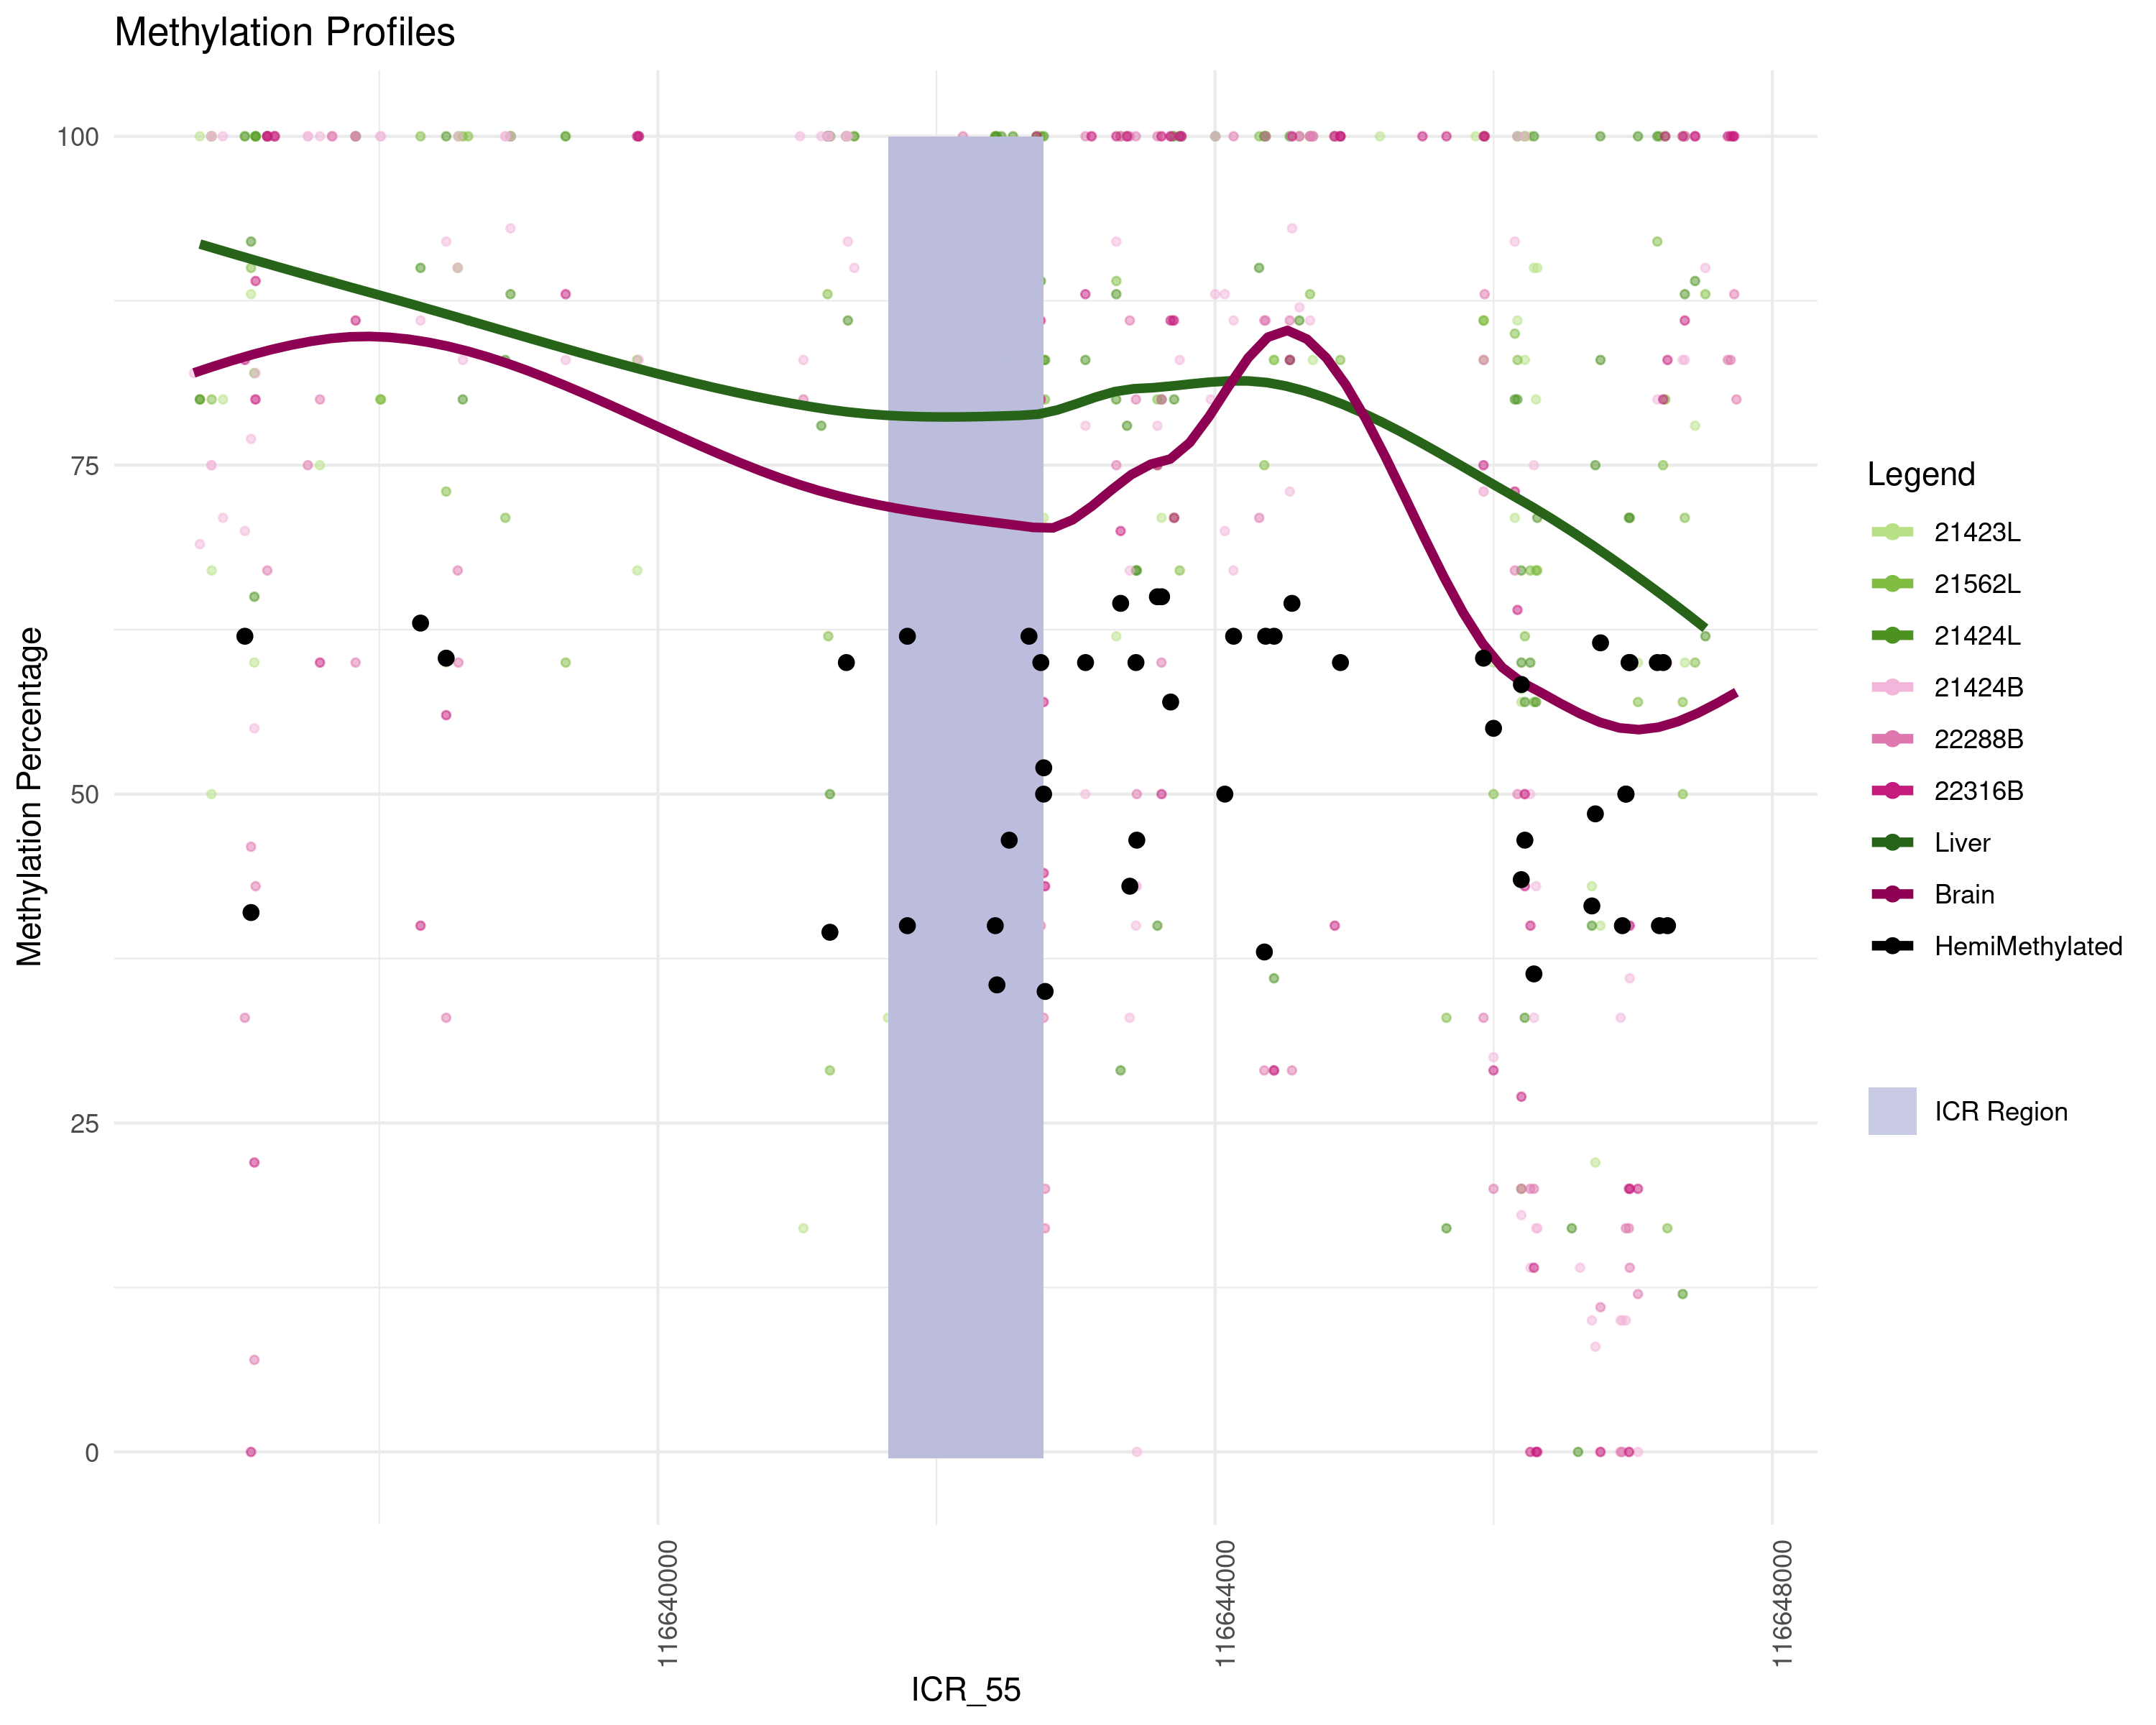 Methylation Profiles
100
75
50
25
0
Methylation Percentage
116640000
116644000
116648000
ICR_55
Legend
21423L
21562L
21424L
21424B
22288B
22316B
Liver
Brain
HemiMethylated
ICR Region